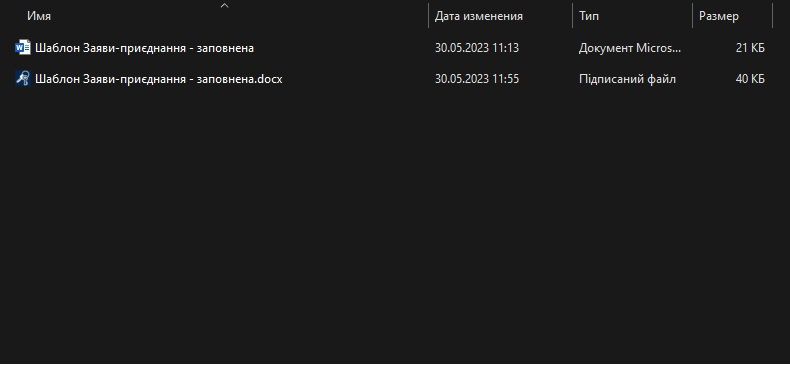 Имя Дата изменения Тип Размер
Шаблон Заяви-приєднання - заповнена 30.05.2023 11:13 Документ Micros... 21 КБ
Шаблон Заяви-приєднання - заповнена.docx 30.05.2023 11:55 Підписаний файл 40 КБ